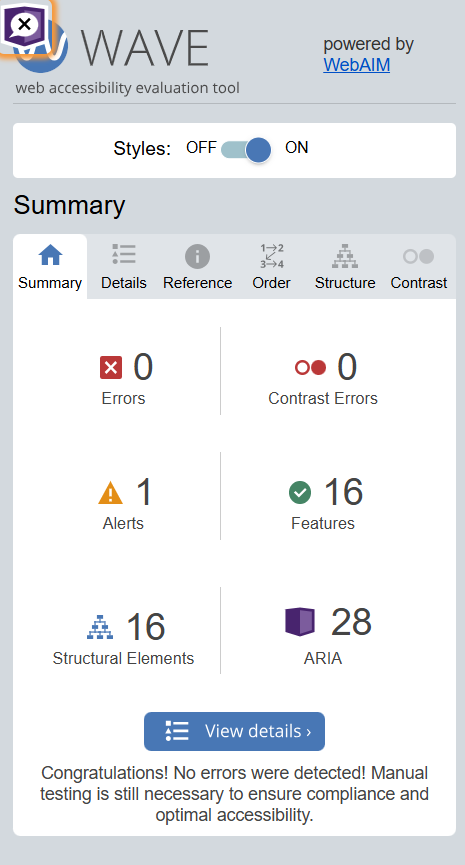 WAVE
powered by
WebAIM
web accessibility evaluation tool
Styles: OFF ON
Summary
Summary Details Reference Order Structure Contrast
0 0
Errors Contrast Errors
1 16
Alerts Features
16 28
Structural Elements ARIA
View details ›
Congratulations! No errors were detected! Manual
testing is still necessary to ensure compliance and
optimal accessibility.